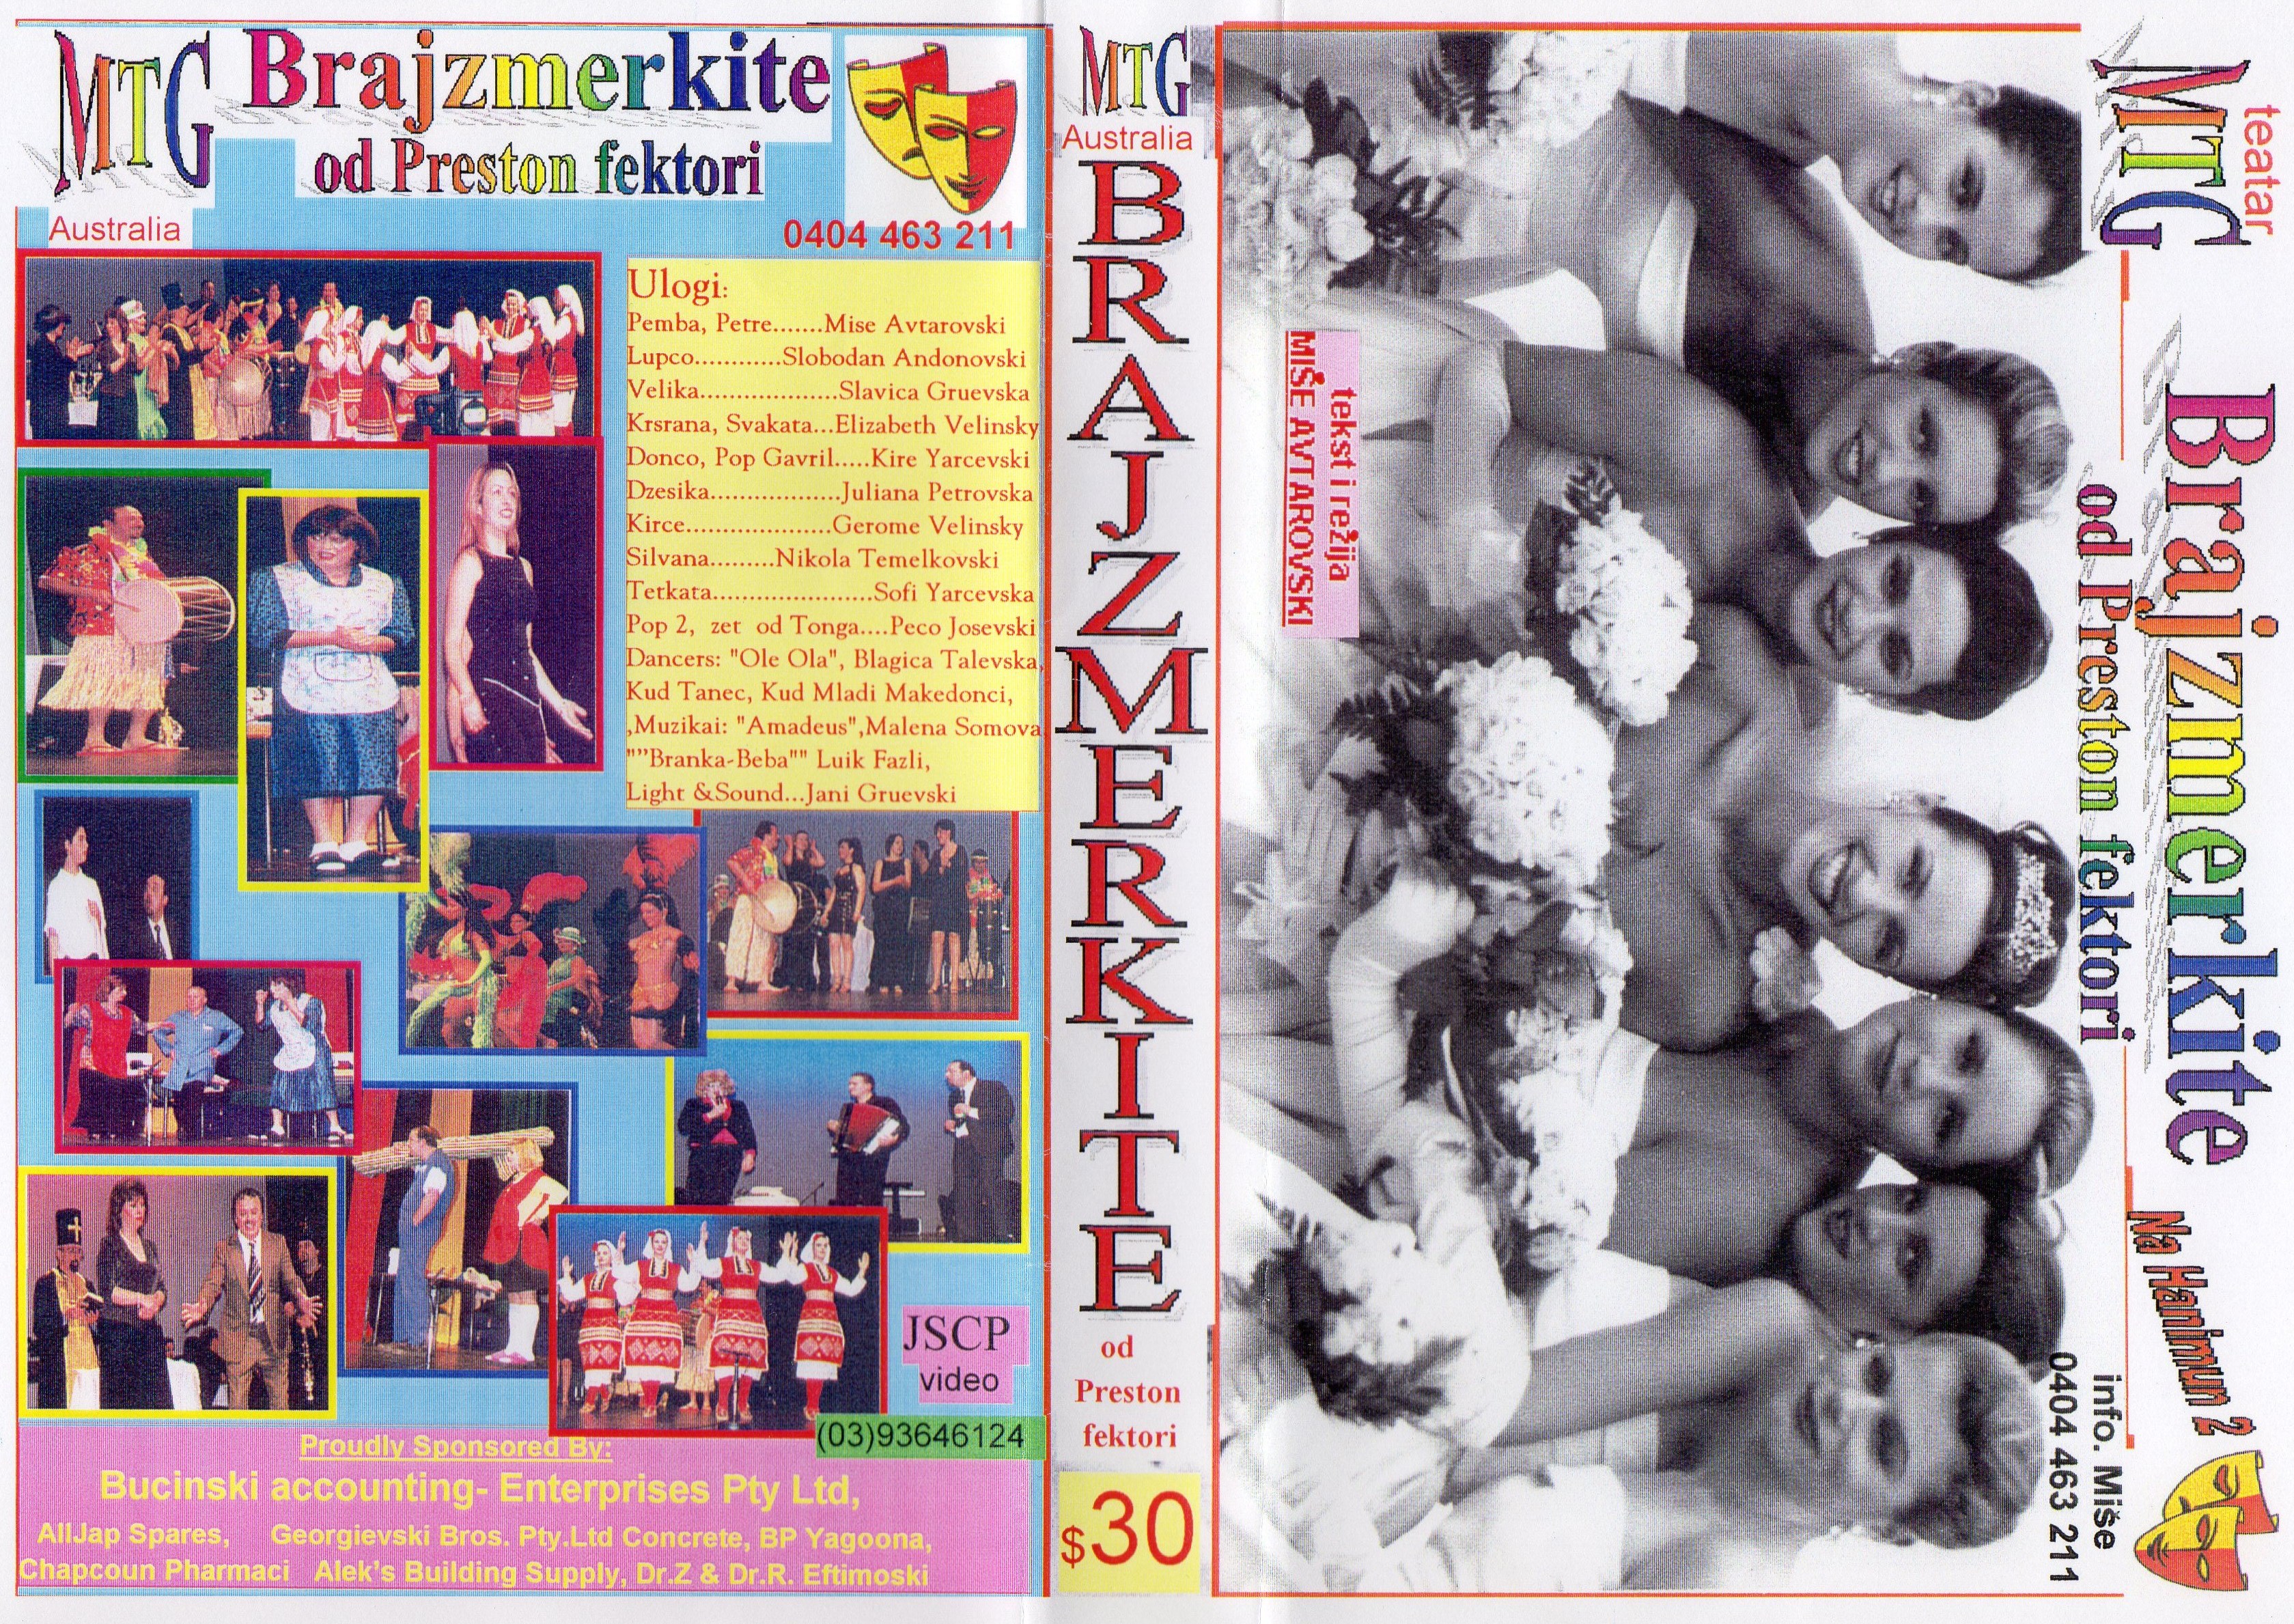 MTG
Brajzmerkite
od Preston fektori
Australia
0404 463 211
Ulogi:
Pemba, Petre.......Mise Avtarovski
Lupco............Slobodan Andonovski
Velika...................Slavica Gruevska
Krsrana, Svakata...Elizabeth Velinsky
Donco, Pop Gavril.....Kire Yarcevski
Dzesika..................Juliana Petrovska
Kirce....................Gerome Velinsky
Silvana.........Nikola Temelkovski
Tetkata......................Sofi Yarcevska
Pop 2, zet od Tonga....Peco Josevski
Dancers: "Ole Ola", Blagica Talevska,
Kud Tanec, Kud Mladi Makedonci,
,Muzikai: "Amadeus",Malena Somova
""Branka-Beba"" Luik Fazli,
Light &Sound...Jani Gruevski
JSCP
video
(03)93646124
Proudly Sponsored By:
Bucinski accounting- Enterprises Pty Ltd,
AllJap Spares, Georgievski Bros. Pty.Ltd Concrete, BP Yagoona,
Chapcoun Pharmaci Alek's Building Supply, Dr.Z & Dr.R. Eftimoski
MTG
Australia
BRAJZMERKITE
od
Preston
fektori
$30
teatar
MTG
Brajzmerkite
od Preston fektori
Na Hanimun 2
info. Miše
0404 463 211
tekst i režija
MIŠE AVTAROVSKI